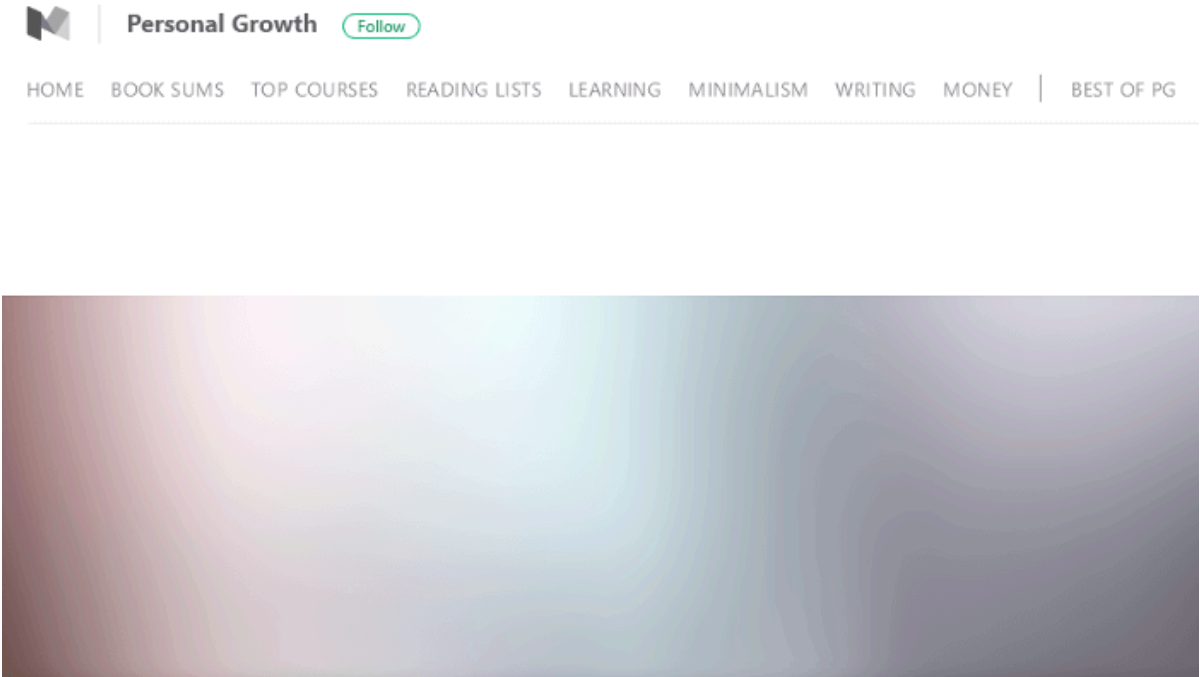 Personal Growth Follow
HOME BOOK SUMS TOP COURSES READING LISTS LEARNING MINIMALISM WRITING MONEY | BEST OF PG